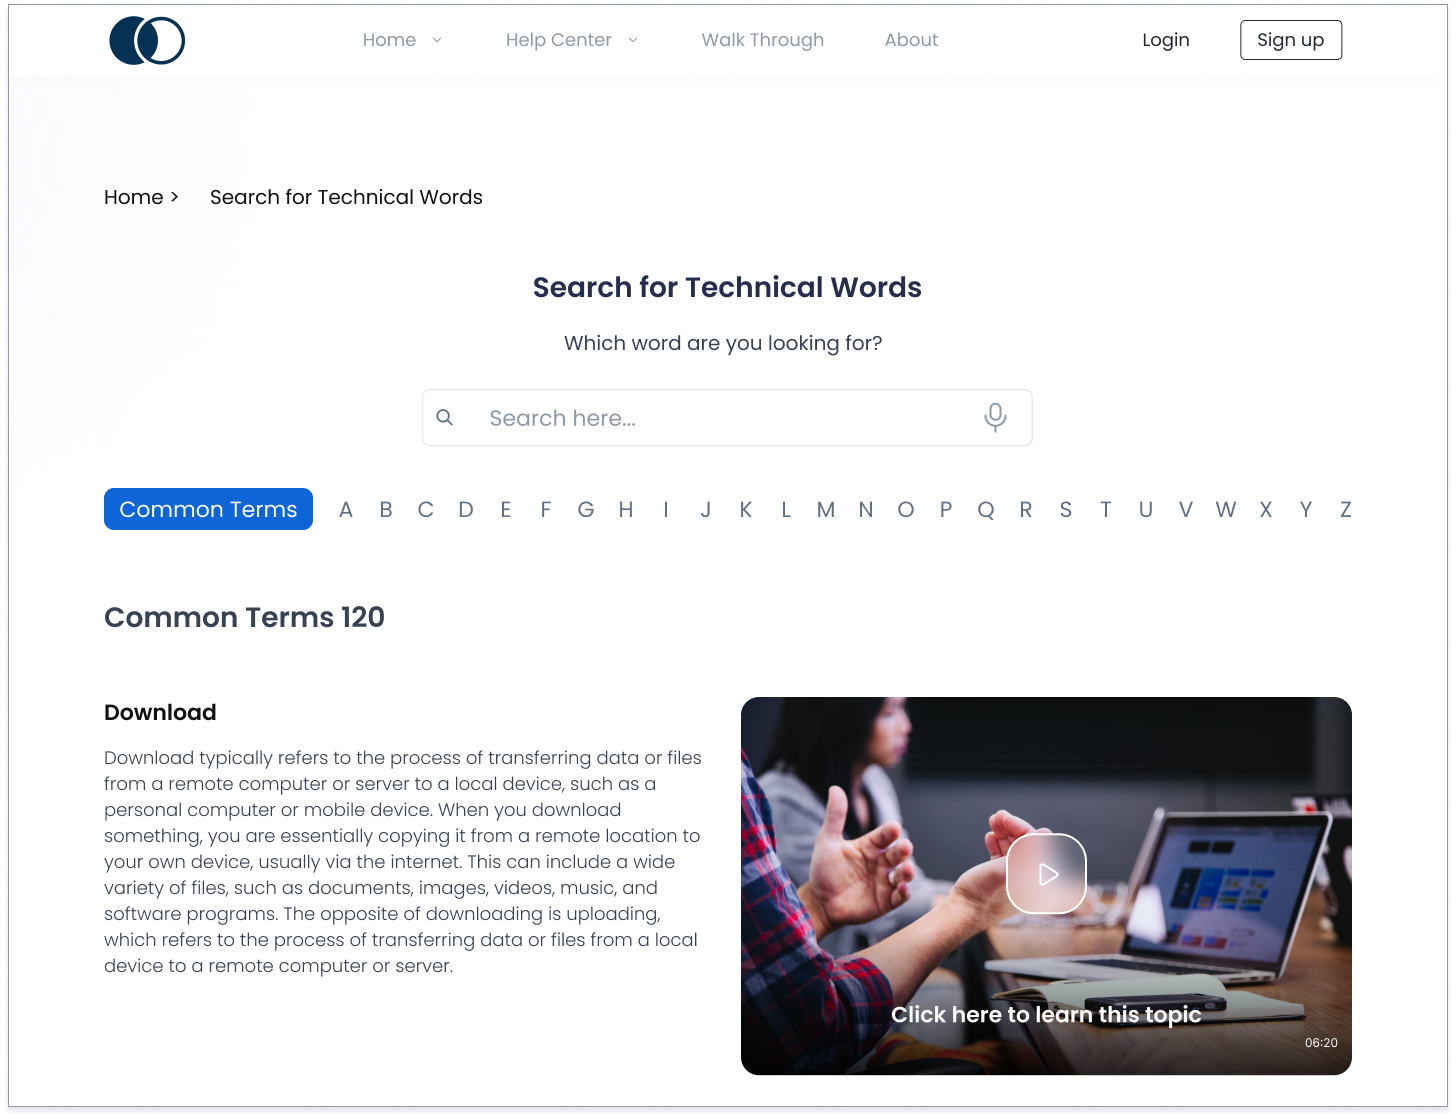 Home
Help Center
Walk Through
About
Login
Sign up
Home >
Search for Technical Words
Search for Technical Words
Which word are you looking for?
Search here...
Common Terms A B C D E F G H I J K L M N O P Q R S T U V W X Y Z
Common Terms 120
Download
Download typically refers to the process of transferring data or files
from a remote computer or server to a local device, such as a
personal computer or mobile device. When you download
something, you are essentially copying it from a remote location to
your own device, usually via the internet. This can include a wide
variety of files, such as documents, images, videos, music, and
software programs. The opposite of downloading is uploading,
which refers to the process of transferring data or files from a local
device to a remote computer or server.
Click here to learn this topic
06:20